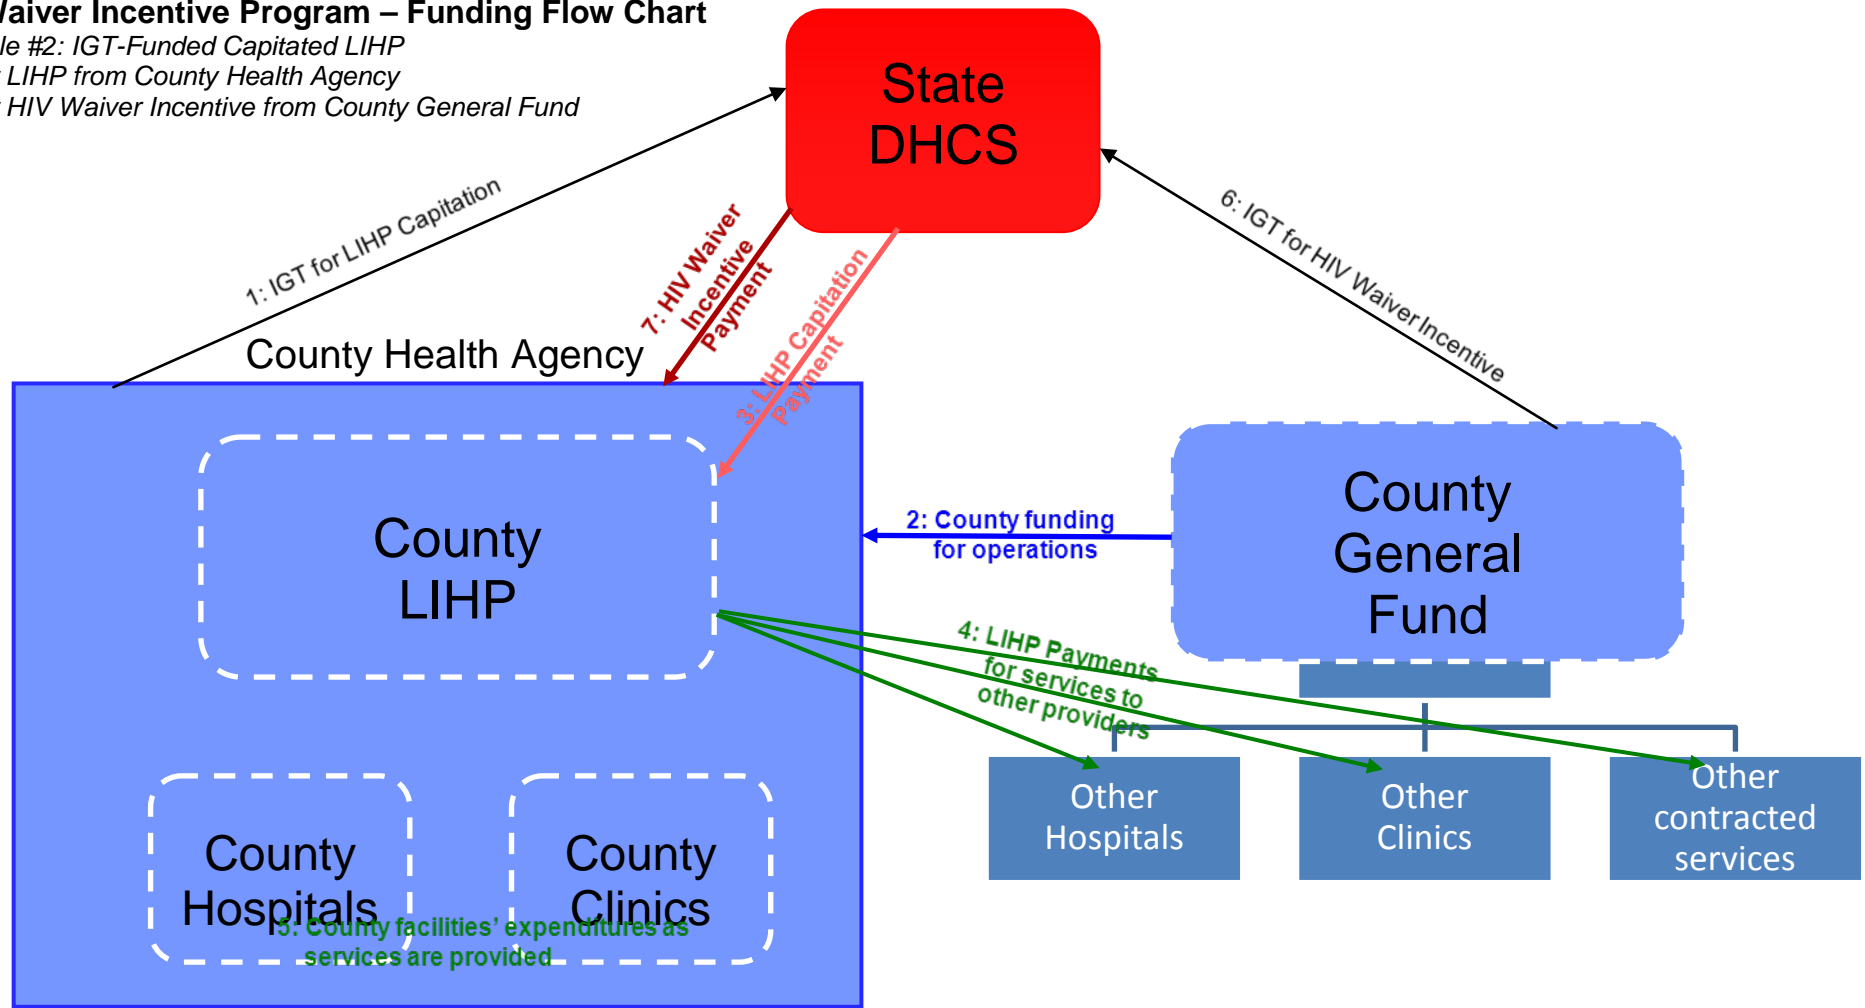 Waiver Incentive Program – Funding Flow Chart
le #2: IGT-Funded Capitated LIHP
LIHP from County Health Agency
HIV Waiver Incentive from County General Fund
State
DHCS
1: IGT for LIHP Capitation
7: HIV Waiver
Incentive
Payment
3: LIHP Capitation
Payment
6: IGT for HIV Waiver Incentive
County Health Agency
County
LIHP
2: County funding
for operations
County
General
Fund
4: LIHP Payments
for services to
other providers
Other
Hospitals
Other
Clinics
Other
contracted
services
County
Hospitals
County
Clinics
5: County facilities’ expenditures as
services are provided